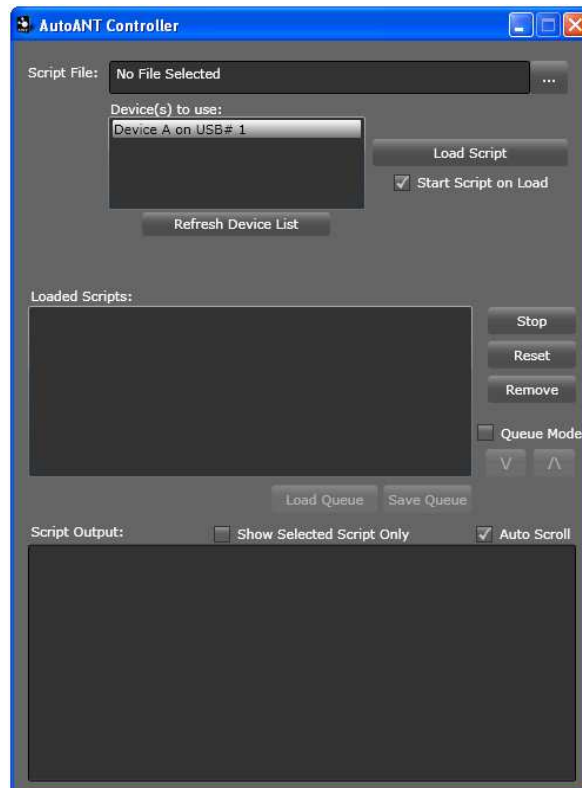 AutoANT Controller
Script File: No File Selected ...
Device(s) to use:
Device A on USB# 1
Load Script
Start Script on Load
Refresh Device List
Loaded Scripts:
Stop
Reset
Remove
Queue Mode
V /\
Load Queue Save Queue
Script Output: Show Selected Script Only Auto Scroll